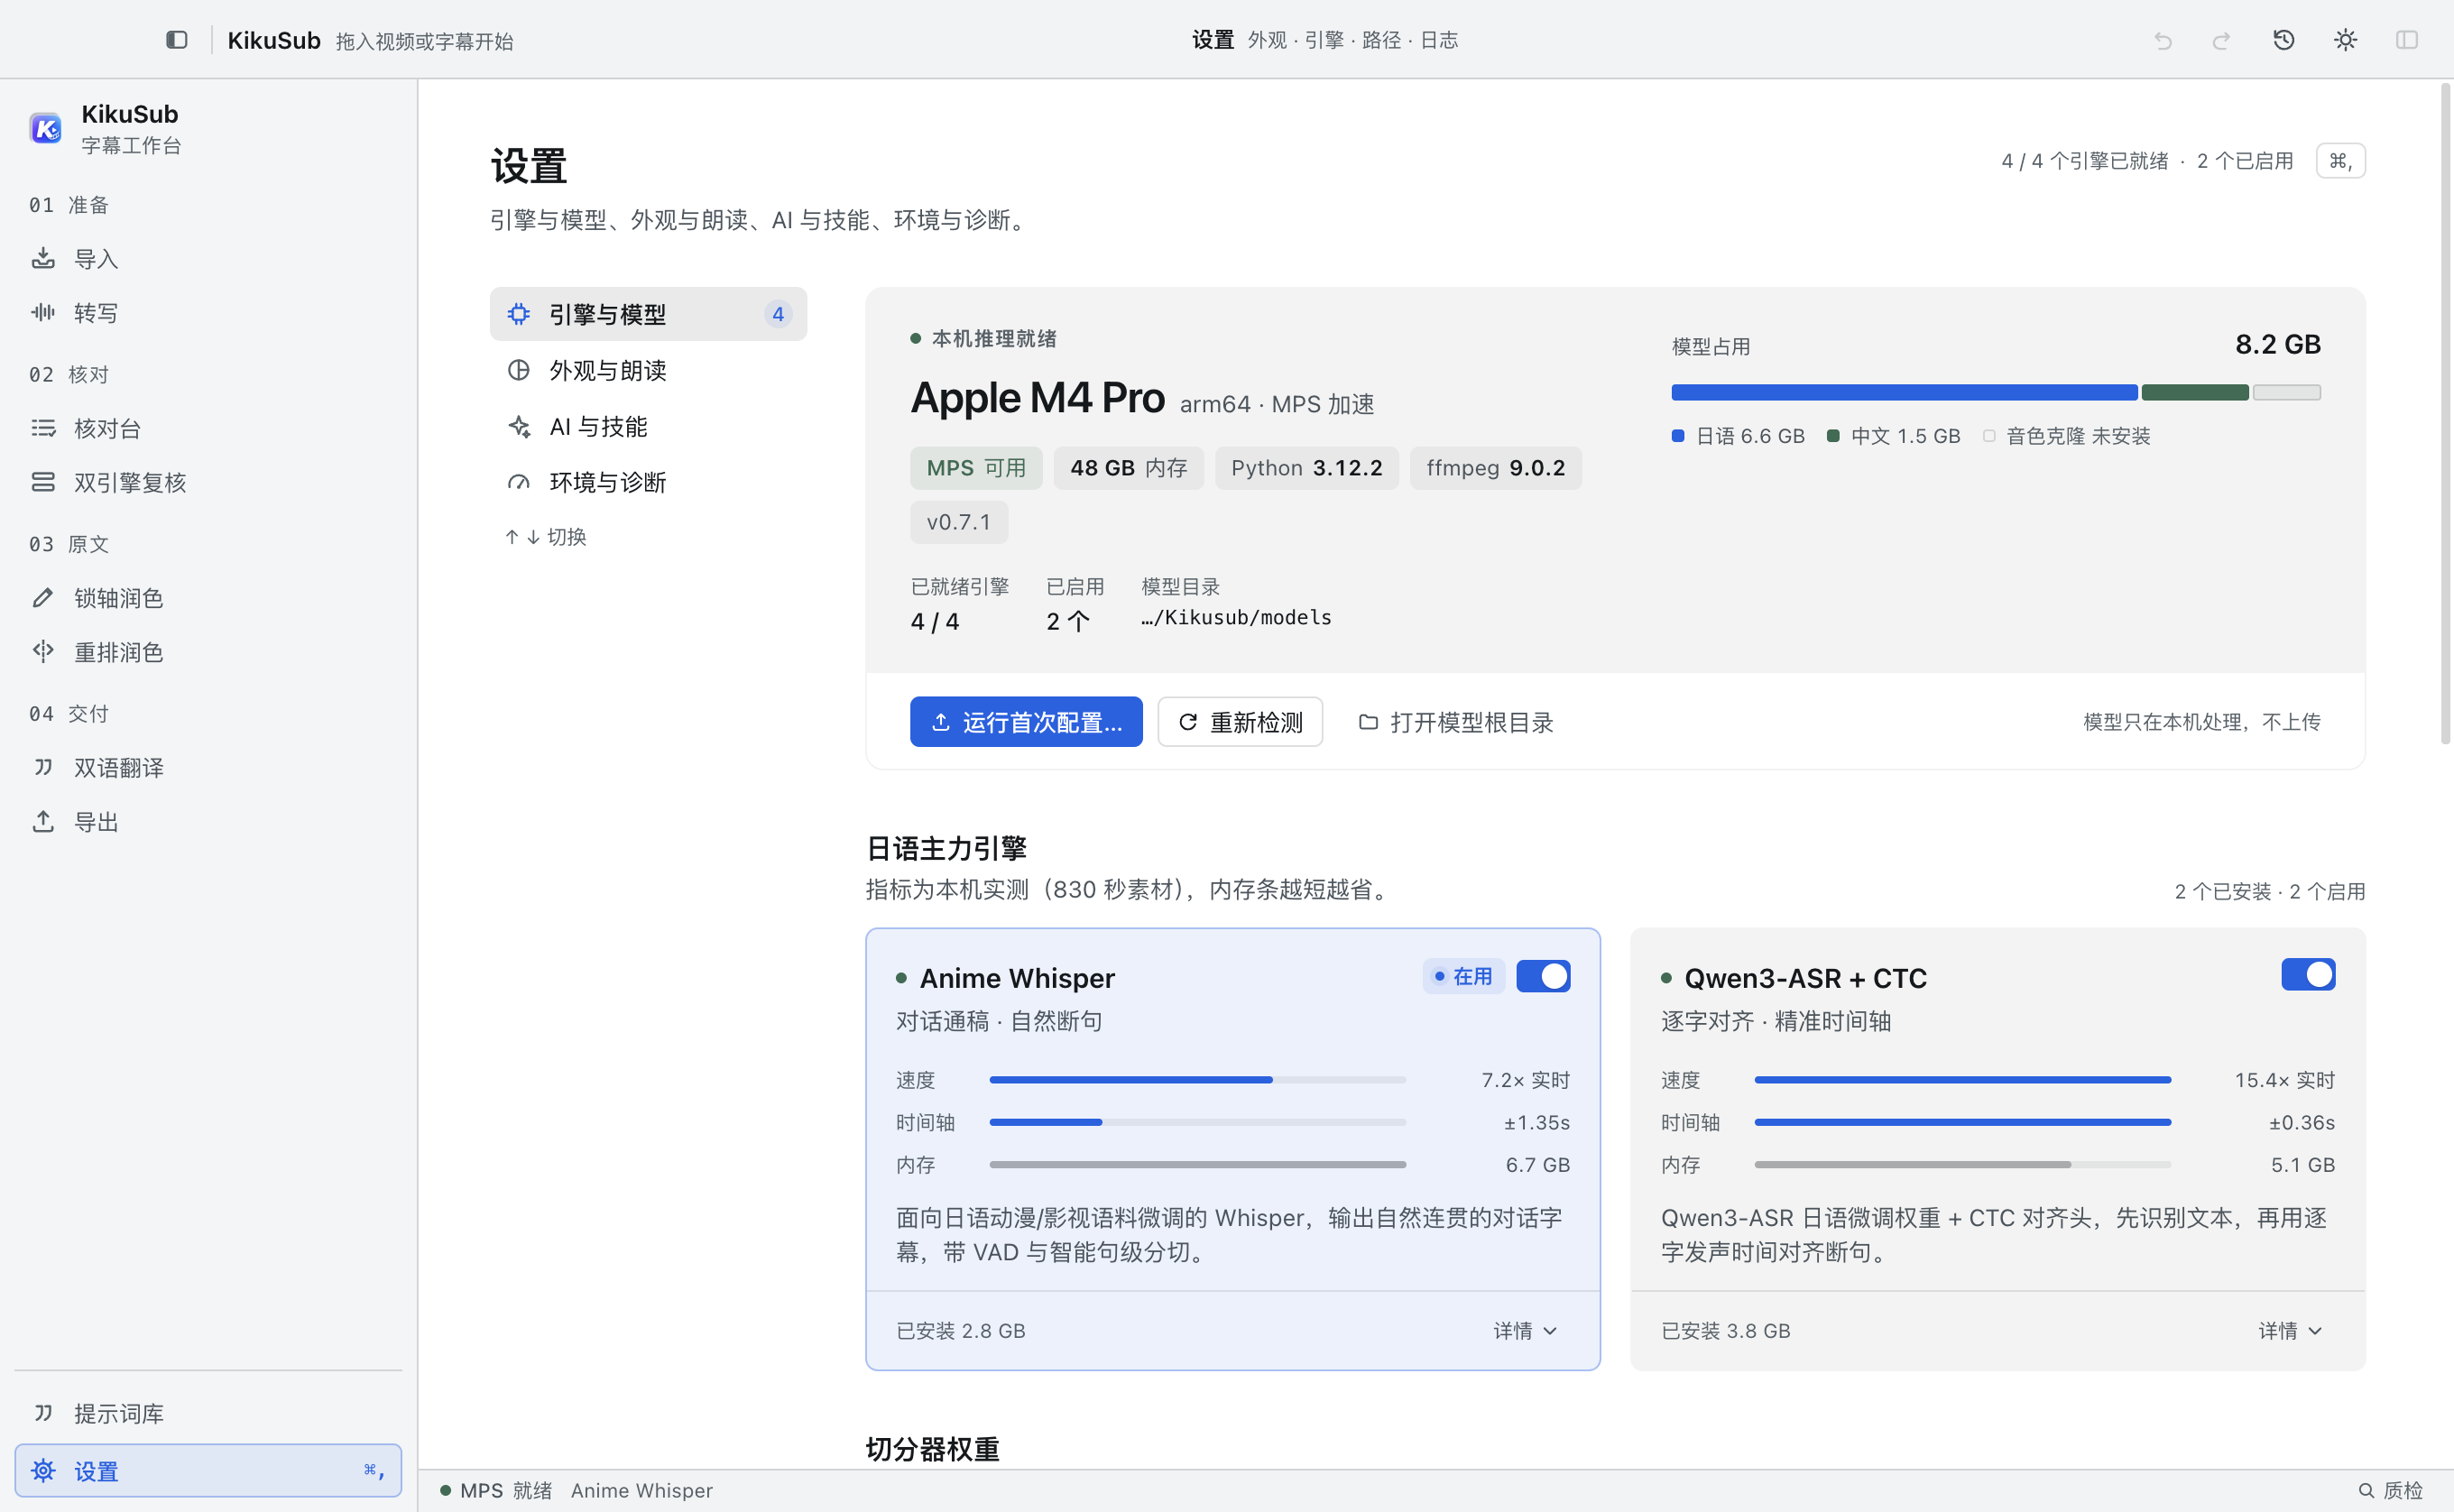 KikuSub 拖入视频或字幕开始
设置 外观 · 引擎 · 路径 · 日志
KikuSub
字幕工作台
01 准备
导入
转写
02 核对
核对台
双引擎复核
03 原文
锁轴润色
重排润色
04 交付
双语翻译
导出
提示词库
设置 ⌘,
设置
4 / 4 个引擎已就绪 · 2 个已启用 ⌘,
引擎与模型、外观与朗读、AI 与技能、环境与诊断。
引擎与模型 4
外观与朗读
AI 与技能
环境与诊断
↑ ↓ 切换
本机推理就绪
Apple M4 Pro arm64 · MPS 加速
MPS 可用 48 GB 内存 Python 3.12.2 ffmpeg 9.0.2
v0.7.1
已就绪引擎 已启用 模型目录
4 / 4 2 个 …/Kikusub/models
模型占用 8.2 GB
日语 6.6 GB 中文 1.5 GB 音色克隆 未安装
运行首次配置... 重新检测 打开模型根目录 模型只在本机处理，不上传
日语主力引擎
指标为本机实测（830 秒素材），内存条越短越省。
2 个已安装 · 2 个启用
Anime Whisper 在用
对话通稿 · 自然断句
速度 7.2× 实时
时间轴 ±1.35s
内存 6.7 GB
面向日语动漫/影视语料微调的 Whisper，输出自然连贯的对话字
幕，带 VAD 与智能句级分切。
已安装 2.8 GB 详情
Qwen3-ASR + CTC
逐字对齐 · 精准时间轴
速度 15.4× 实时
时间轴 ±0.36s
内存 5.1 GB
Qwen3-ASR 日语微调权重 + CTC 对齐头，先识别文本，再用逐
字发声时间对齐断句。
已安装 3.8 GB 详情
切分器权重
MPS 就绪 Anime Whisper
质检